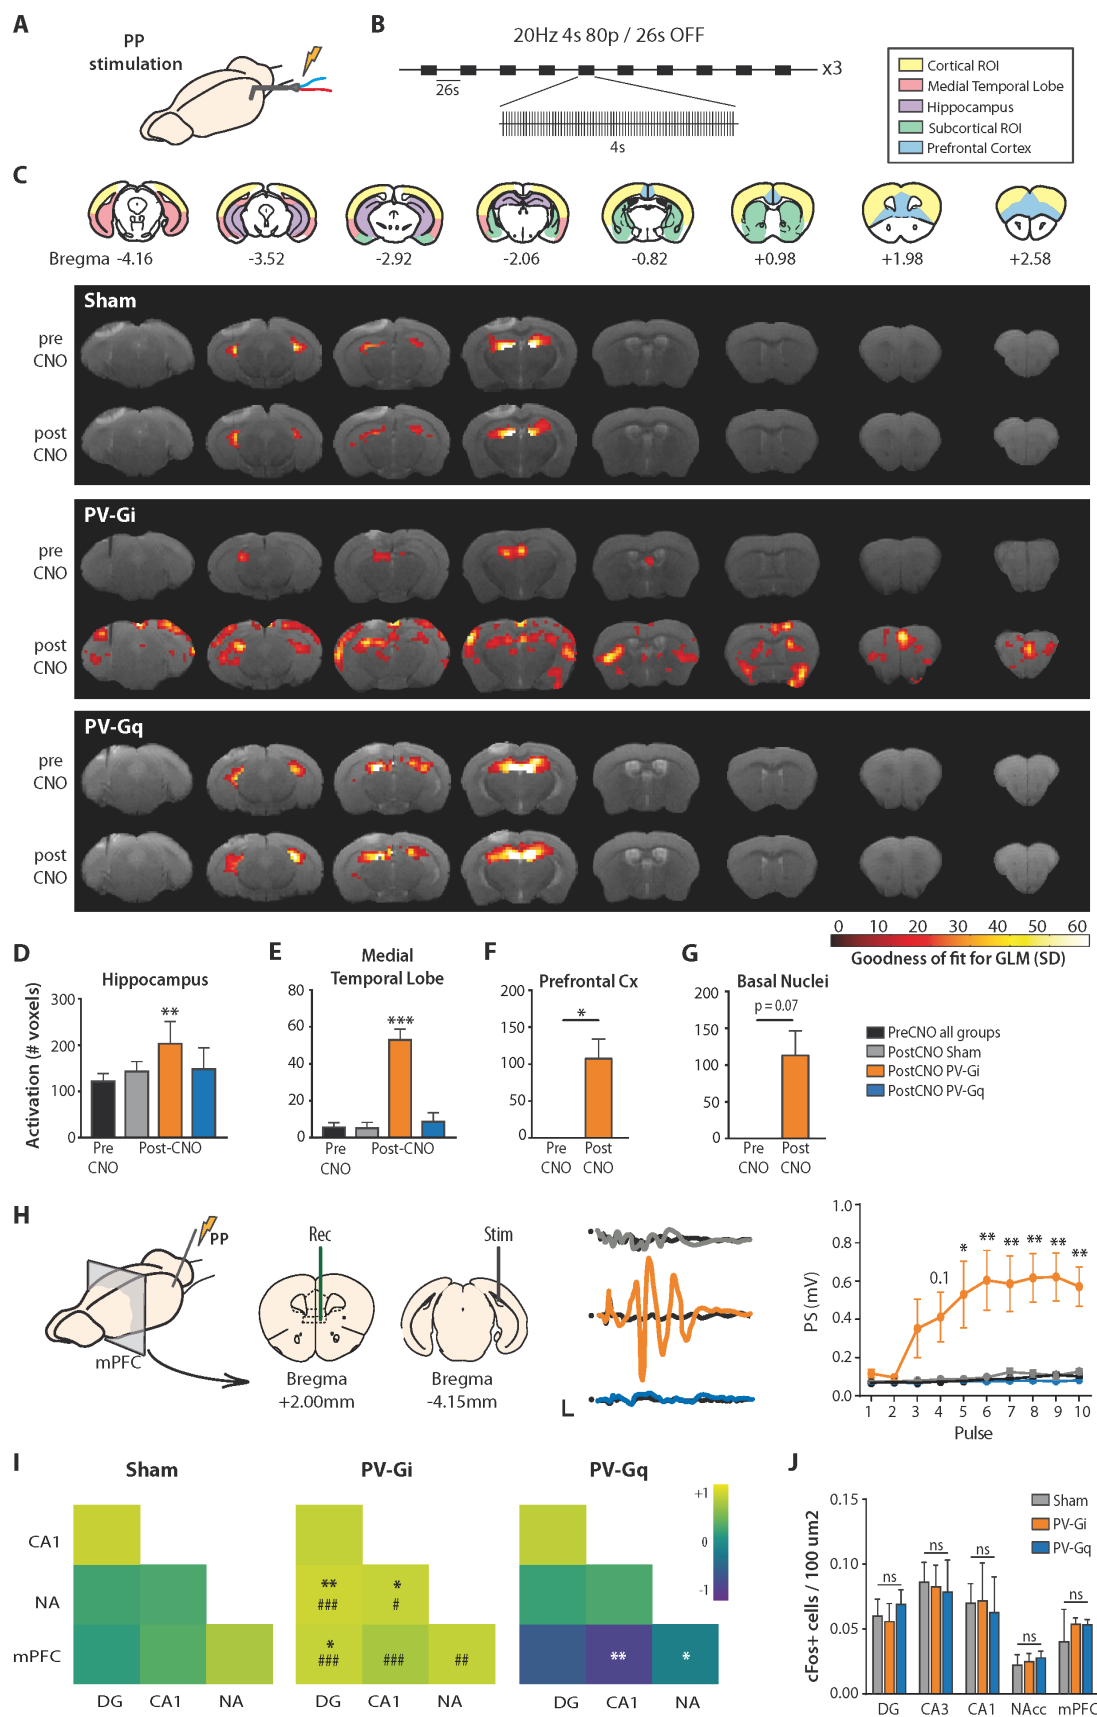 A
PP
stimulation
B
20Hz 4s 80p / 26s OFF
x3
26s
4s
Cortical ROI
Medial Temporal Lobe
Hippocampus
Subcortical ROI
Prefrontal Cortex
C
Bregma -4.16 -3.52 -2.92 -2.06 -0.82 +0.98 +1.98 +2.58
Sham
pre
CNO
post
CNO
PV-Gi
pre
CNO
post
CNO
PV-Gq
pre
CNO
post
CNO
0 10 20 30 40 50 60
Goodness of fit for GLM (SD)
D
Hippocampus
Activation (# voxels)
300
200
100
0
**
Pre
CNO
Post-CNO
E
Medial
Temporal Lobe
80
60
40
20
0
***
Pre
CNO
Post-CNO
F
Prefrontal Cx
200
150
100
50
0
*
Pre
CNO
Post
CNO
G
Basal Nuclei
200
150
100
50
0
p = 0.07
Pre
CNO
Post
CNO
PreCNO all groups
PostCNO Sham
PostCNO PV-Gi
PostCNO PV-Gq
H
PP
mPFC
Rec
Bregma
+2.00mm
Stim
Bregma
-4.15mm
PS (mV)
1.0
0.8
0.6
0.4
0.2
0.0
0.1 * ** ** ** ** **
1 2 3 4 5 6 7 8 9 10
Pulse
I
Sham PV-Gi PV-Gq
+1
0
-1
CA1
NA
mPFC
** *
### #
*
### ### ##
** *
DG CA1 NA
DG CA1 NA
DG CA1 NA
J
cFos+ cells / 100 um2
0.15
0.10
0.05
0.00
Sham
PV-Gi
PV-Gq
ns ns ns ns ns
DG CA3 CA1 NAcc mPFC